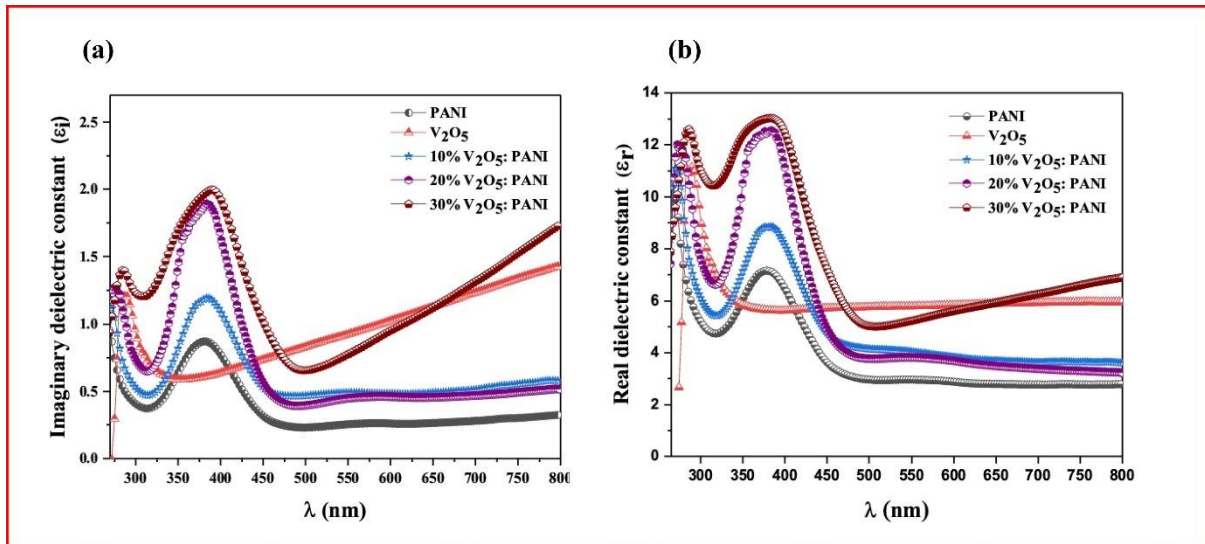 (a)
Imaginary deielectric constant (εi)
2.5
2.0
1.5
1.0
0.5
0.0
PANI
V2O5
10% V2O5: PANI
20% V2O5: PANI
30% V2O5: PANI
300 350 400 450 500 550 600 650 700 750 800
λ (nm)
(b)
Real dielectric constant (εr)
14
12
10
8
6
4
2
0
PANI
V2O5
10% V2O5: PANI
20% V2O5: PANI
30% V2O5: PANI
300 350 400 450 500 550 600 650 700 750 800
λ (nm)